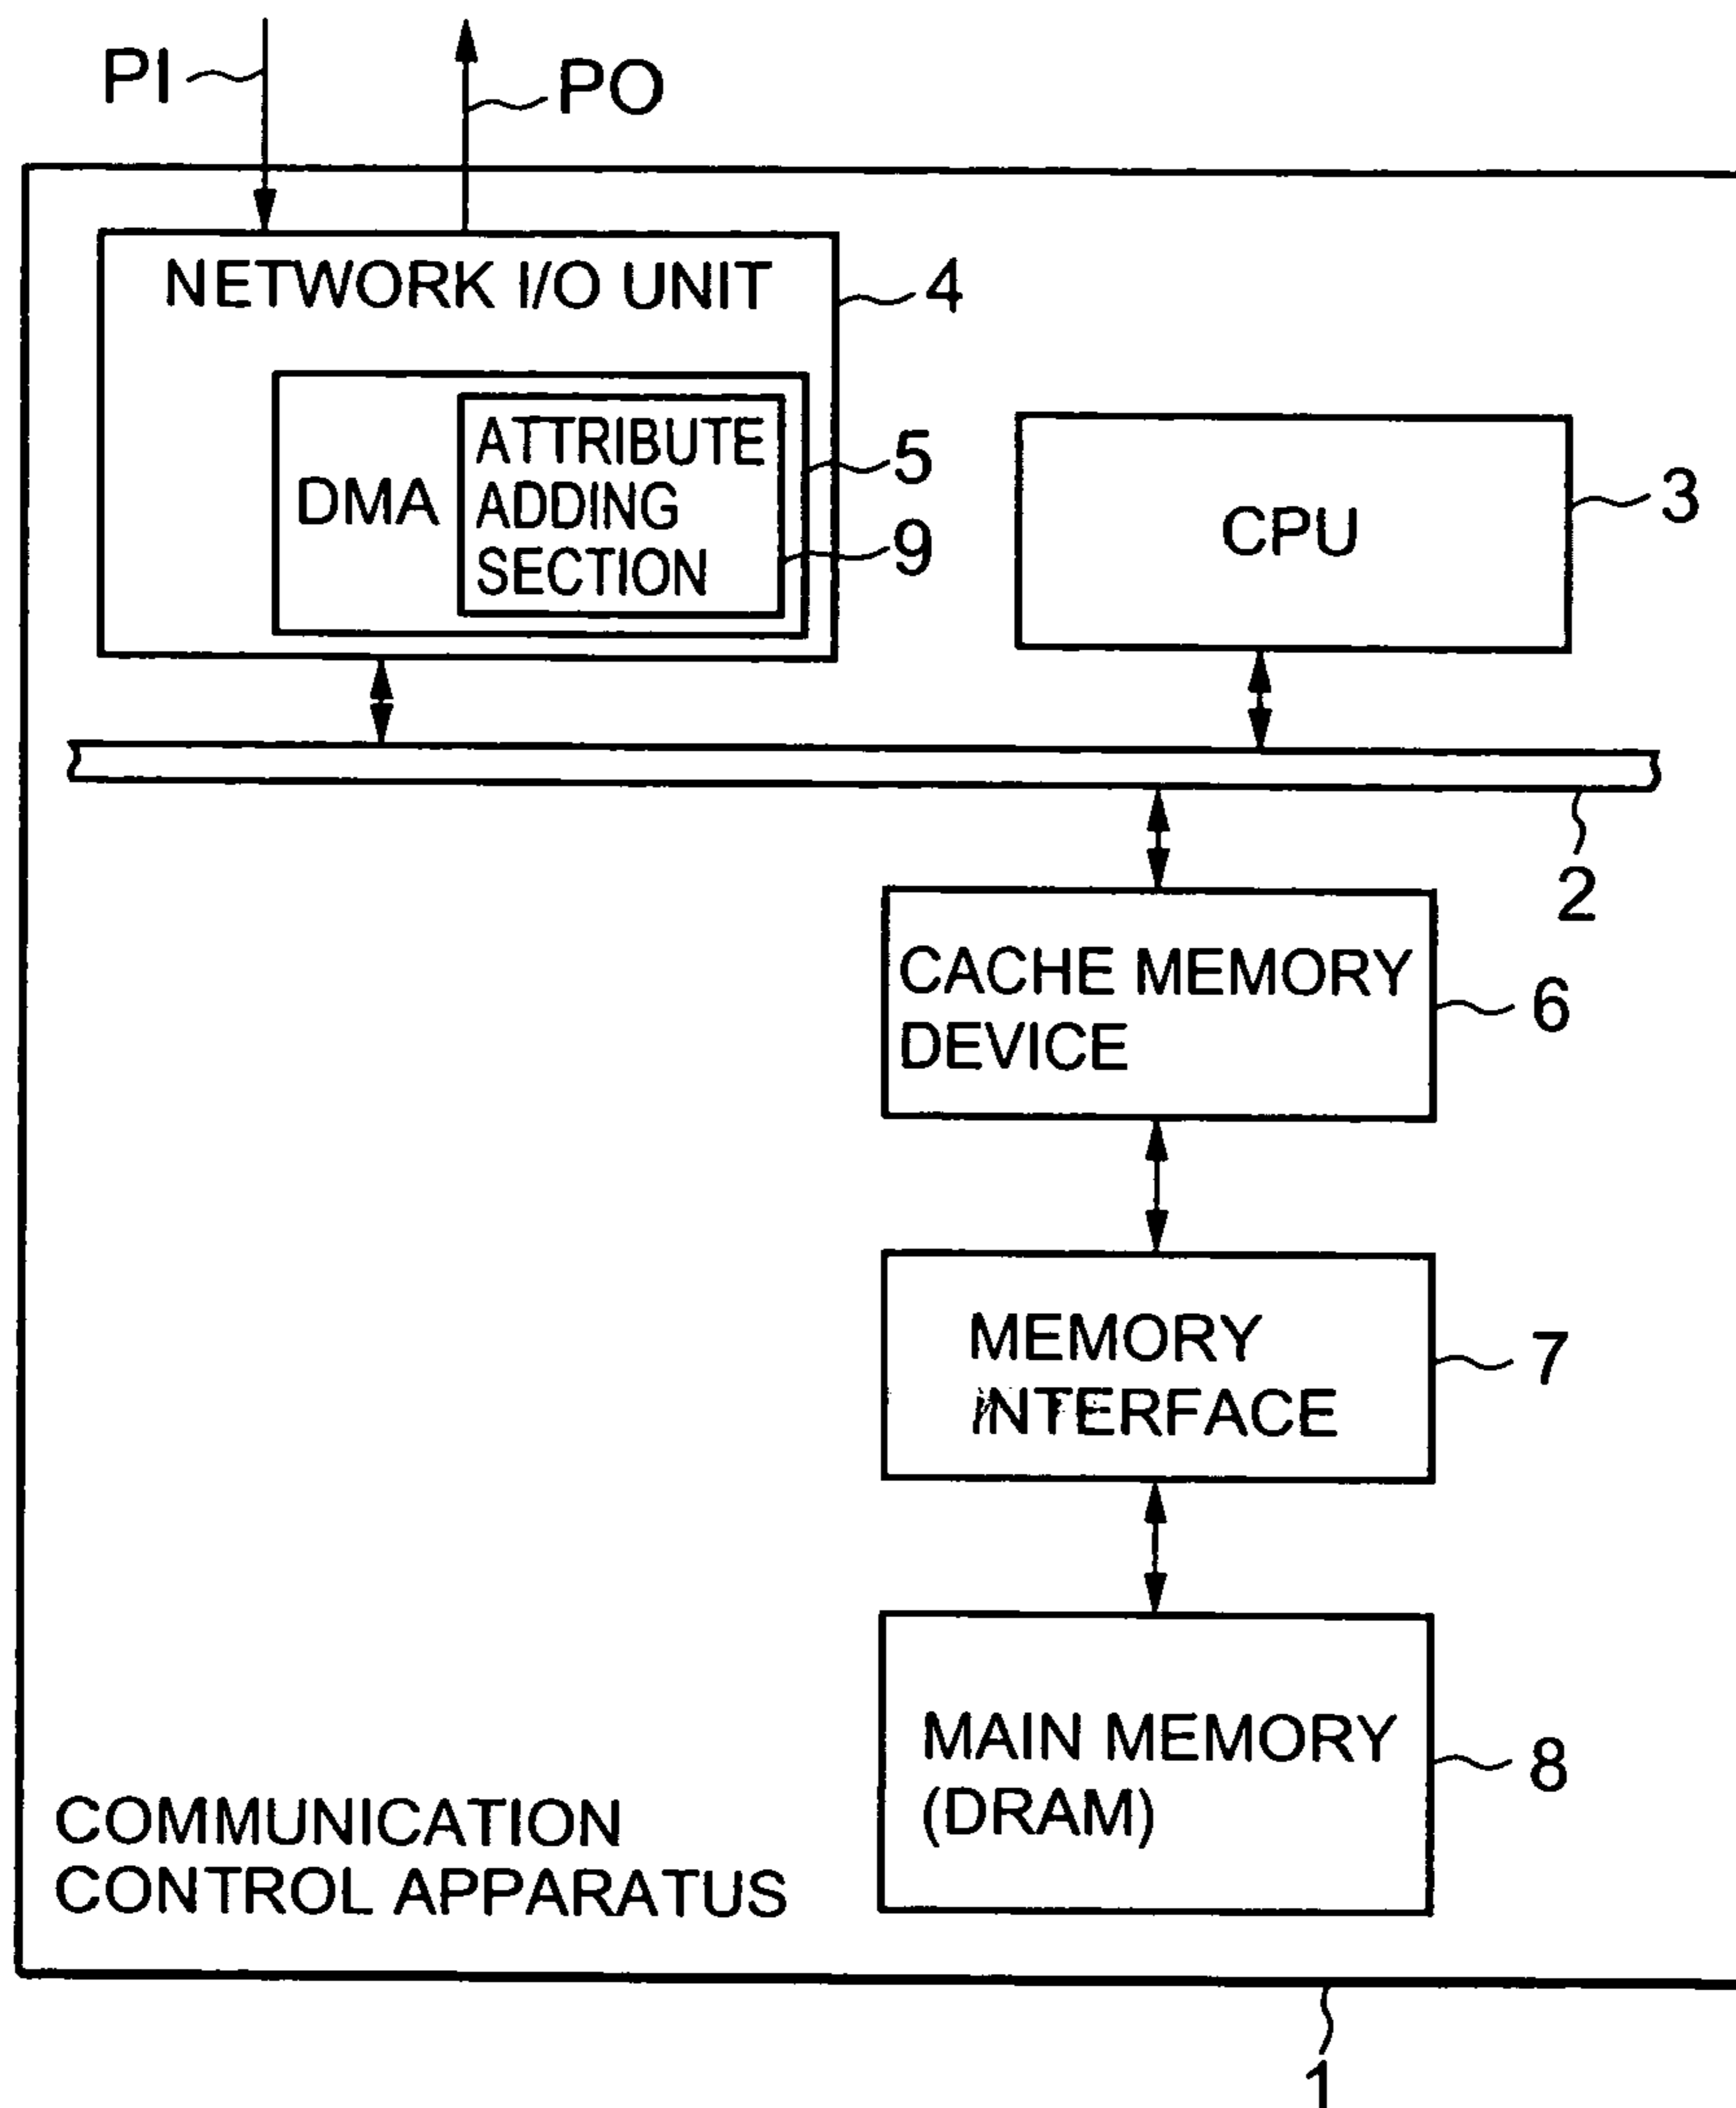 PI
PO
NETWORK I/O UNIT
4
DMA
ATTRIBUTE
ADDING
SECTION
5
9
CPU
3
2
CACHE MEMORY
DEVICE
6
MEMORY
INTERFACE
7
MAIN MEMORY
(DRAM)
8
COMMUNICATION
CONTROL APPARATUS
1